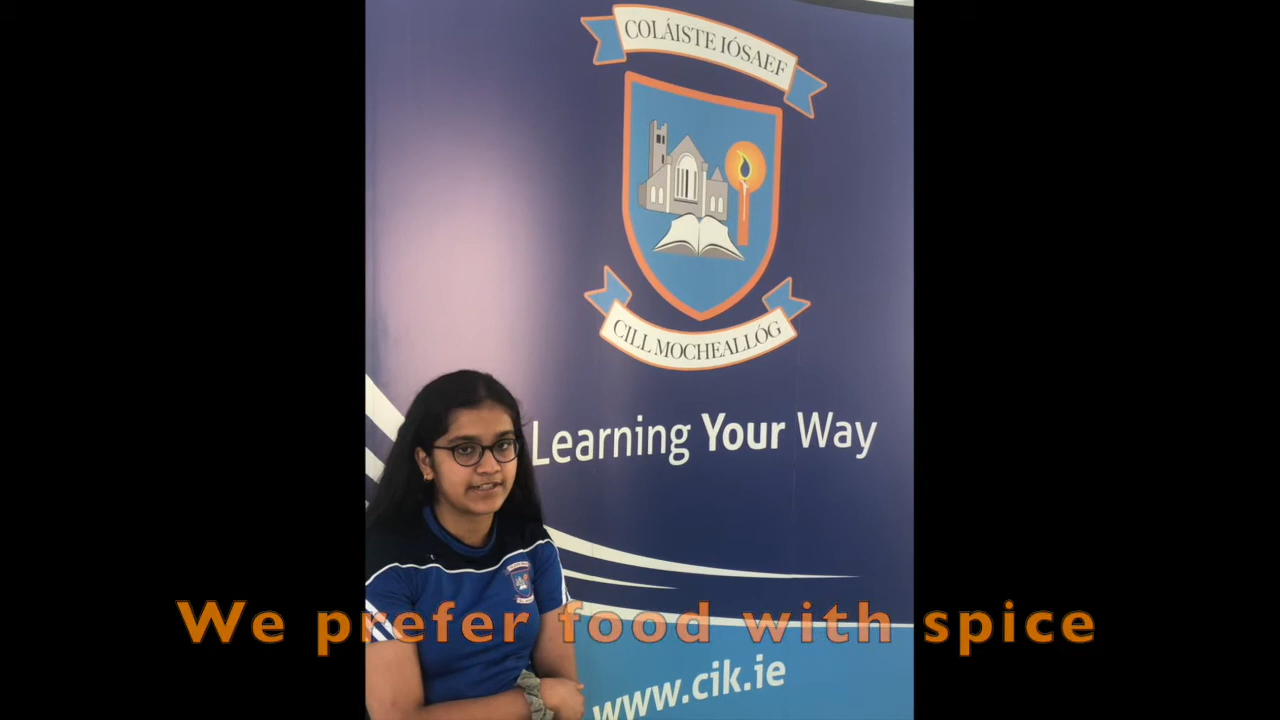 COLÁISTE IÓSAEF
CILL MOCHEALLÓG
Learning Your Way
We prefer food with spice
www.cik.ie